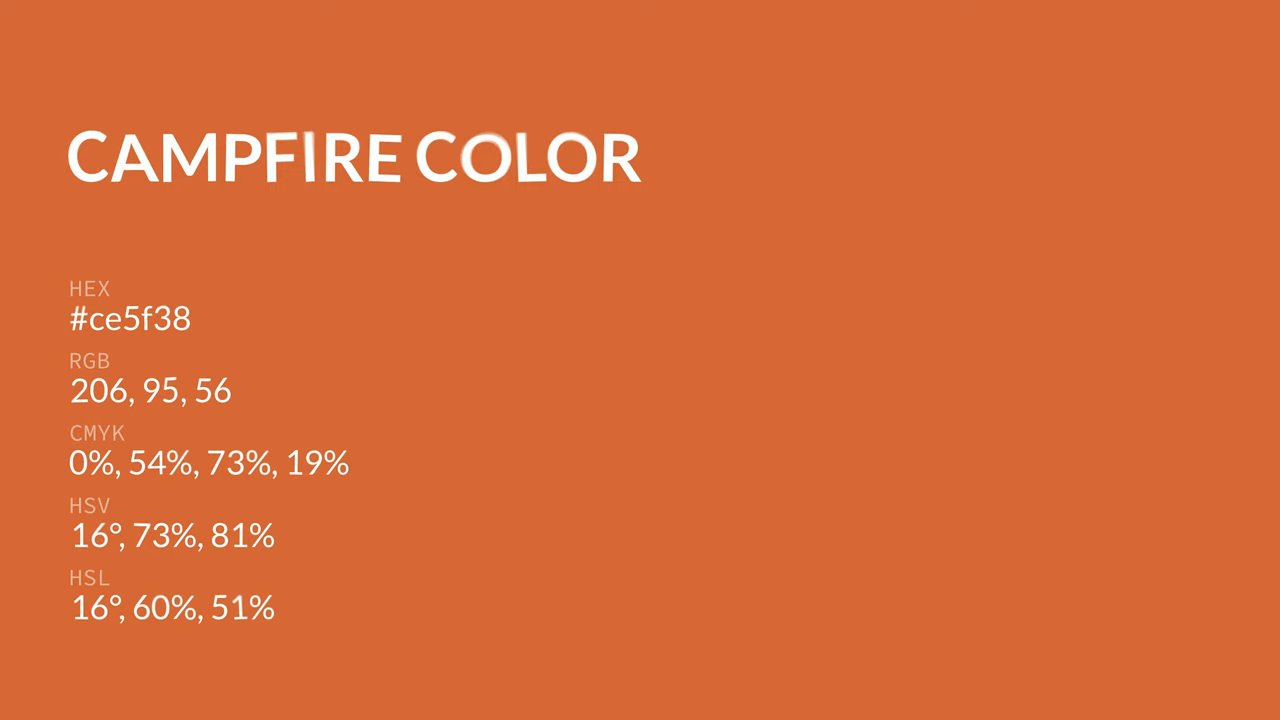 CAMPFIRE COLOR
HEX
#ce5f38
RGB
206, 95, 56
CMYK
0%, 54%, 73%, 19%
HSV
16°, 73%, 81%
HSL
16°, 60%, 51%